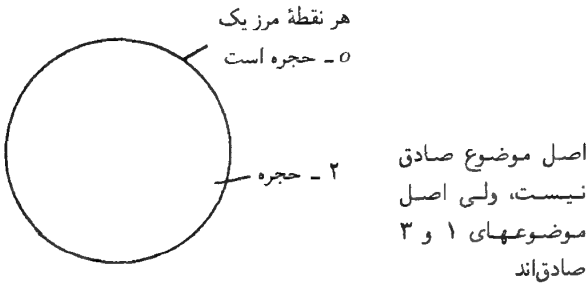 هر نقطهٔ مرز یک
o ـ حجره است
۲ ـ حجره
اصل موضوع صادق
نیست، ولی اصل
موضوعهای ۱ و ۳
صادق‌اند